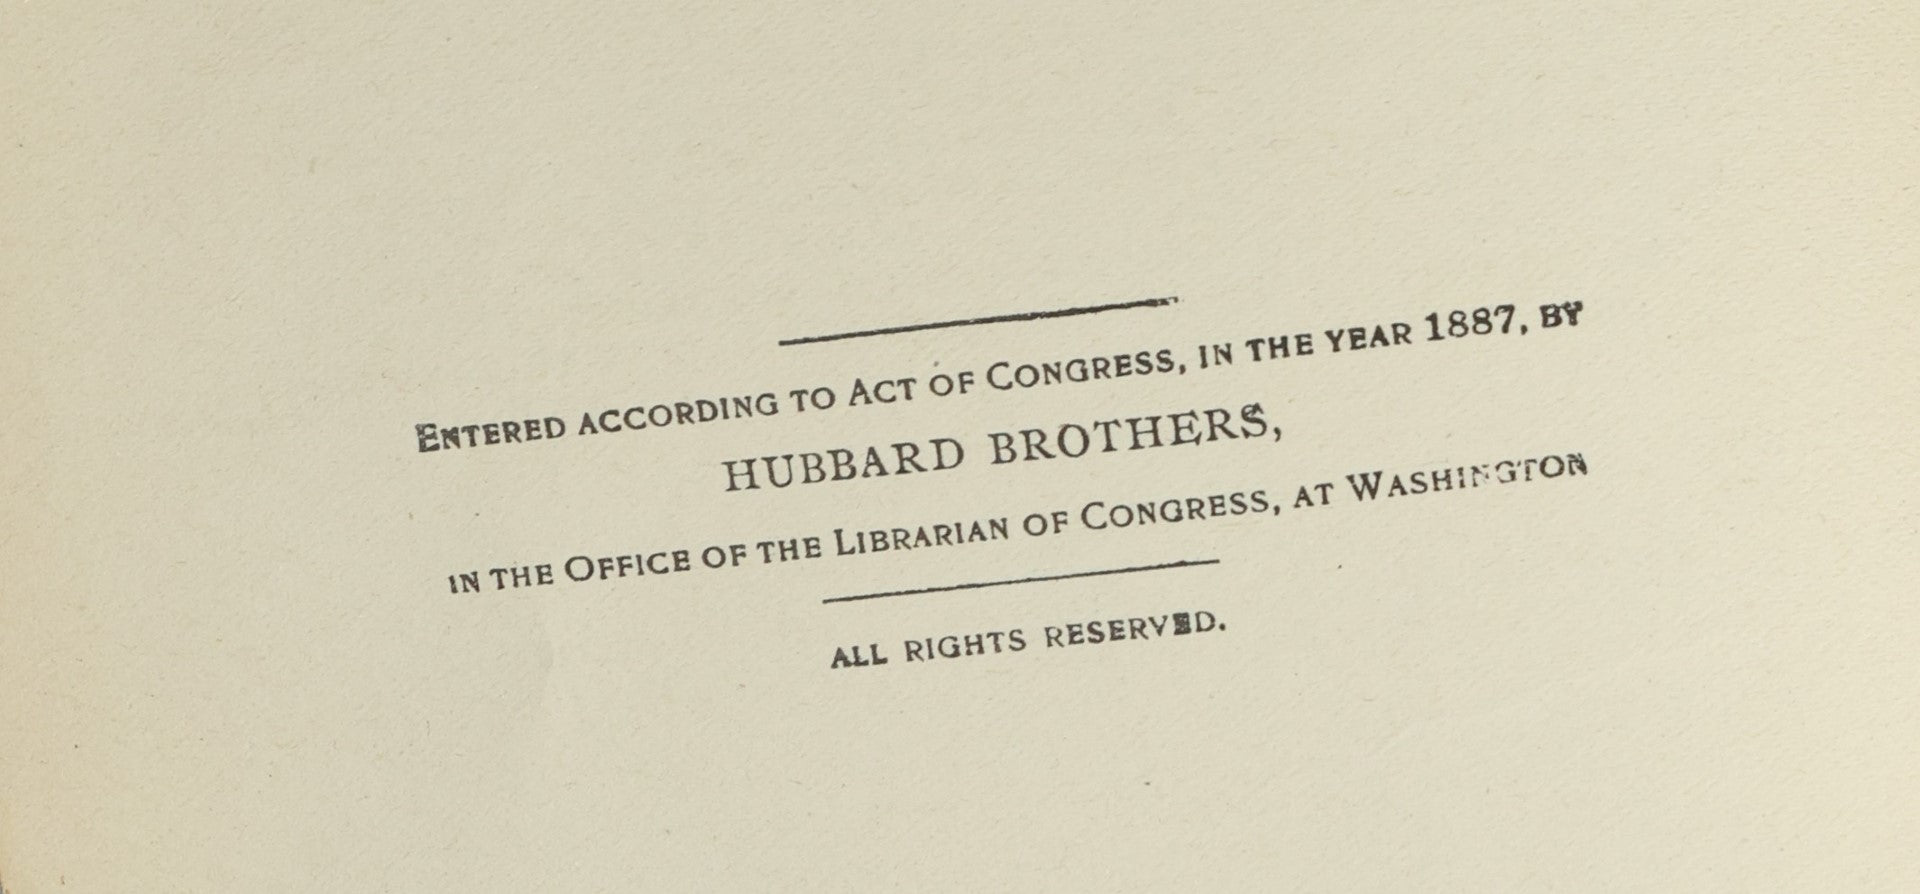 Entered according to Act of Congress, in the year 1887, by
HUBBARD BROTHERS,
in the Office of the Librarian of Congress, at Washington
ALL RIGHTS RESERVED.